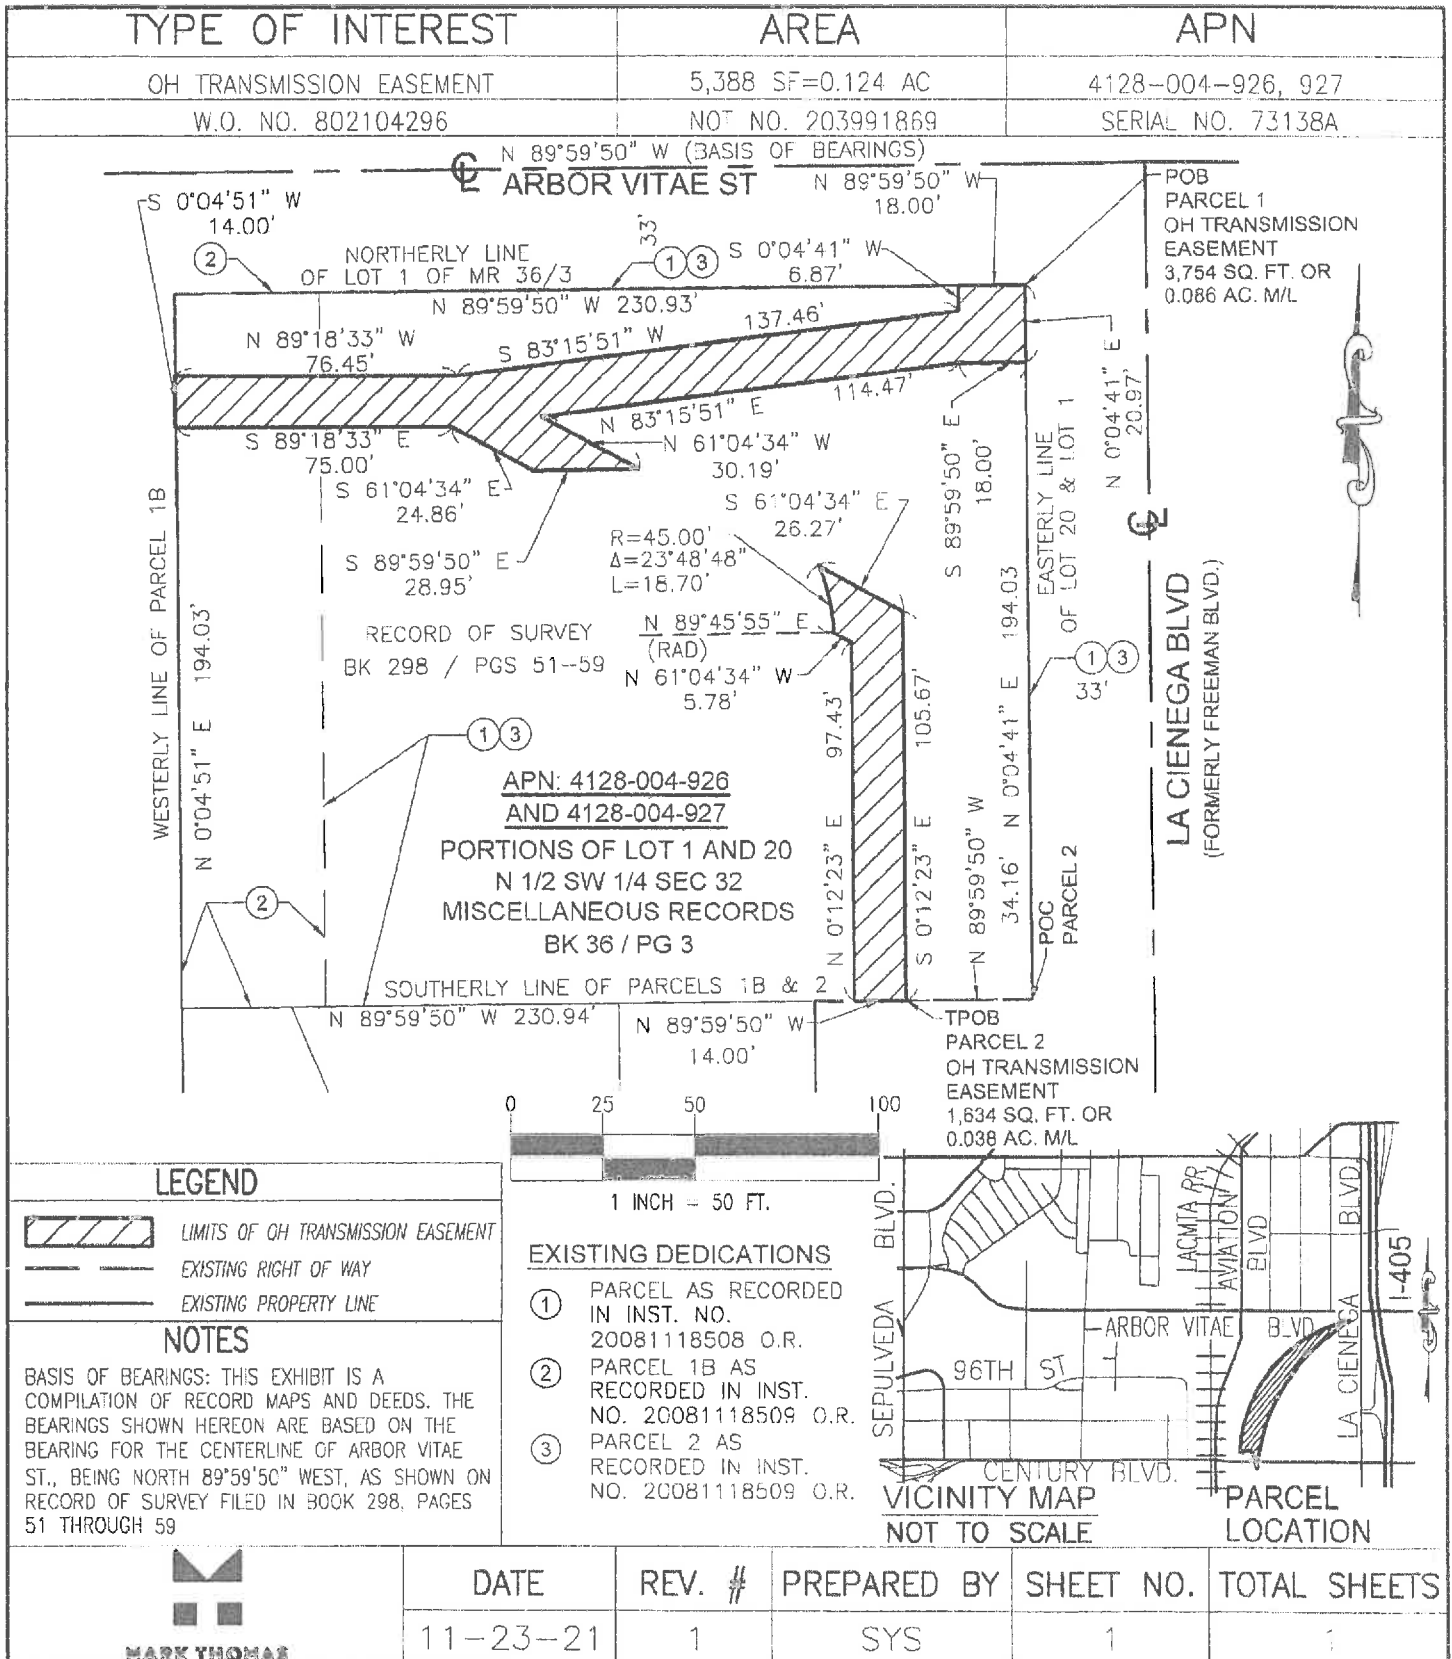 TYPE OF INTEREST
AREA
APN
OH TRANSMISSION EASEMENT
5,388 SF=0.124 AC
4128-004-926, 927
W.O. NO. 802104296
NOT NO. 203991869
SERIAL NO. 73138A
N 89°59'50" W (BASIS OF BEARINGS)
ARBOR VITAE ST
N 89°59'50" W
18.00'
POB
PARCEL 1
OH TRANSMISSION
EASEMENT
3,754 SQ. FT. OR
0.086 AC. M/L
S 0°04'51" W
14.00'
2
NORTHERLY LINE
OF LOT 1 OF MR 36/3
33'
1 3
S 0°04'41" W
6.87'
N 89°59'50" W 230.93'
N 89°18'33" W
76.45'
S 83°15'51" W
137.46'
114.47'
N 83°15'51" E
S 89°18'33" E
75.00'
N 61°04'34" W
30.19'
S 61°04'34" E
24.86'
S 61°04'34" E
26.27'
S 89°59'50" E
28.95'
R=45.00'
Δ=23°48'48"
L=18.70'
S 89°59'50" E
18.00'
EASTERLY LINE
OF LOT 20 & LOT 1
N 0°04'41" E
20.97'
RECORD OF SURVEY
BK 298 / PGS 51--59
N 89°45'55" E
(RAD)
N 61°04'34" W
5.78'
1 3
33'
LA CIENEGA BLVD
(FORMERLY FREEMAN BLVD.)
WESTERLY LINE OF PARCEL 1B
N 0°04'51" E 194.03'
1 3
97.43'
N 0°12'23" E
105.67'
S 0°12'23" E
N 0°04'41" E 194.03
N 89°59'50" W
34.16'
POC
PARCEL 2
APN: 4128-004-926
AND 4128-004-927
PORTIONS OF LOT 1 AND 20
N 1/2 SW 1/4 SEC 32
MISCELLANEOUS RECORDS
BK 36 / PG 3
2
SOUTHERLY LINE OF PARCELS 1B & 2
N 89°59'50" W 230.94'
N 89°59'50" W
14.00'
TPOB
PARCEL 2
OH TRANSMISSION
EASEMENT
1,634 SQ. FT. OR
0.038 AC. M/L
0 25 50 100
1 INCH = 50 FT.
LEGEND
LIMITS OF OH TRANSMISSION EASEMENT
EXISTING RIGHT OF WAY
EXISTING PROPERTY LINE
NOTES
BASIS OF BEARINGS: THIS EXHIBIT IS A
COMPILATION OF RECORD MAPS AND DEEDS. THE
BEARINGS SHOWN HEREON ARE BASED ON THE
BEARING FOR THE CENTERLINE OF ARBOR VITAE
ST., BEING NORTH 89°59'50" WEST, AS SHOWN ON
RECORD OF SURVEY FILED IN BOOK 298, PAGES
51 THROUGH 59
EXISTING DEDICATIONS
1 PARCEL AS RECORDED
IN INST. NO.
20081118508 O.R.
2 PARCEL 1B AS
RECORDED IN INST.
NO. 20081118509 O.R.
3 PARCEL 2 AS
RECORDED IN INST.
NO. 20081118509 O.R.
SEPULVEDA BLVD.
LACMTA RR
AVIATION
BLVD
LA CIENEGA BLVD.
I-405
ARBOR VITAE BLVD
96TH ST
CENTURY BLVD.
VICINITY MAP
NOT TO SCALE
PARCEL
LOCATION
MARK THOMAS
DATE
REV. #
PREPARED BY
SHEET NO.
TOTAL SHEETS
11-23-21
1
SYS
1
1